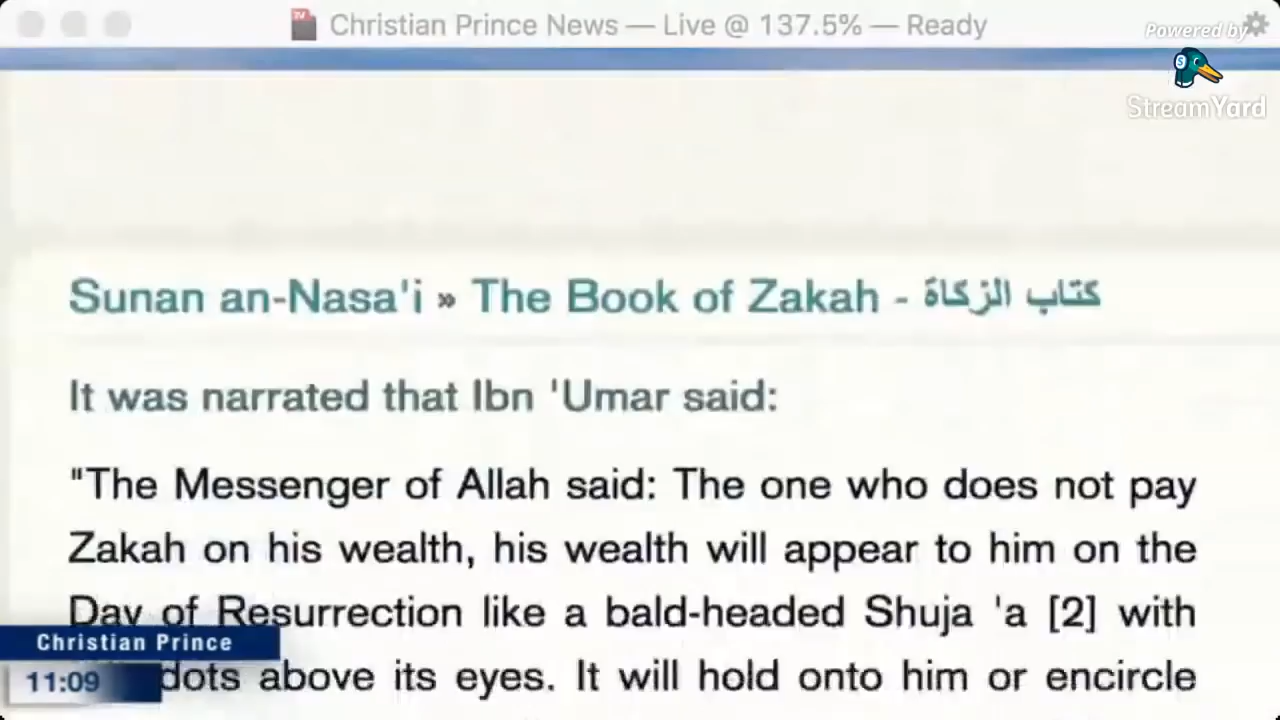 Christian Prince News — Live @ 137.5% — Ready
Powered by
StreamYard
Sunan an-Nasa'i » The Book of Zakah - كتاب الزكاة
It was narrated that Ibn 'Umar said:
"The Messenger of Allah said: The one who does not pay
Zakah on his wealth, his wealth will appear to him on the
Day of Resurrection like a bald-headed Shuja 'a [2] with
dots above its eyes. It will hold onto him or encircle
Christian Prince
11:09